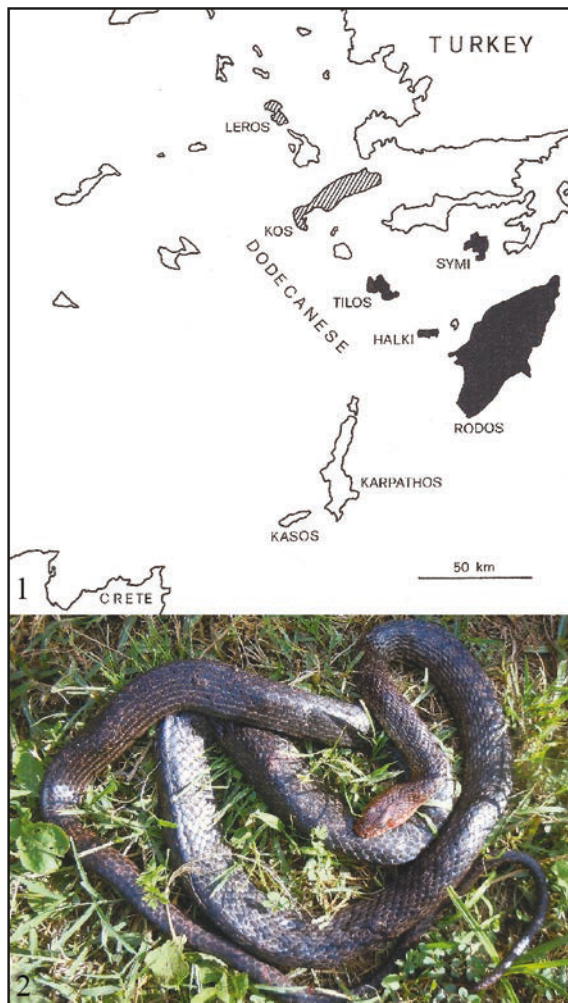 TURKEY
LEROS
KOS
SYMI
DODECANESE
TILOS
HALKI
RODOS
KARPATHOS
KASOS
50 km
1
CRETE
2